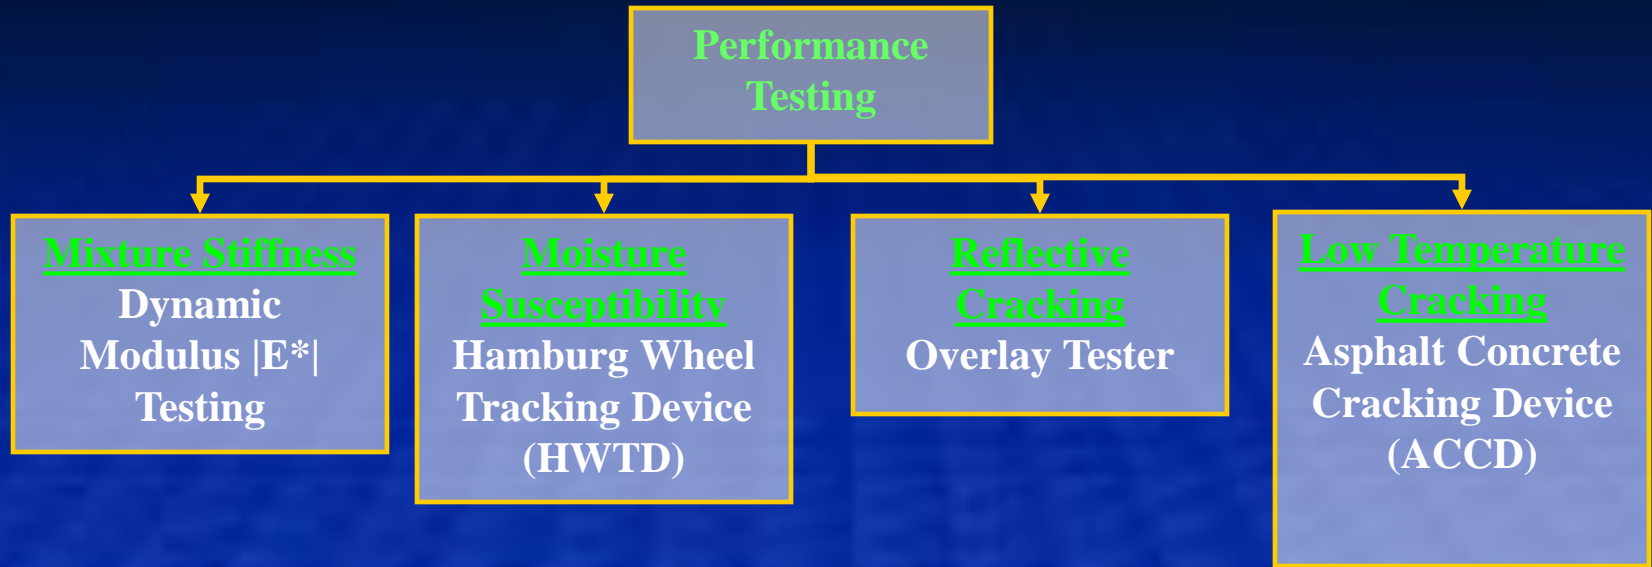 Performance
Testing
Mixture Stiffness
Dynamic
Modulus |E*|
Testing
Moisture
Susceptibility
Hamburg Wheel
Tracking Device
(HWTD)
Reflective
Cracking
Overlay Tester
Low Temperature
Cracking
Asphalt Concrete
Cracking Device
(ACCD)